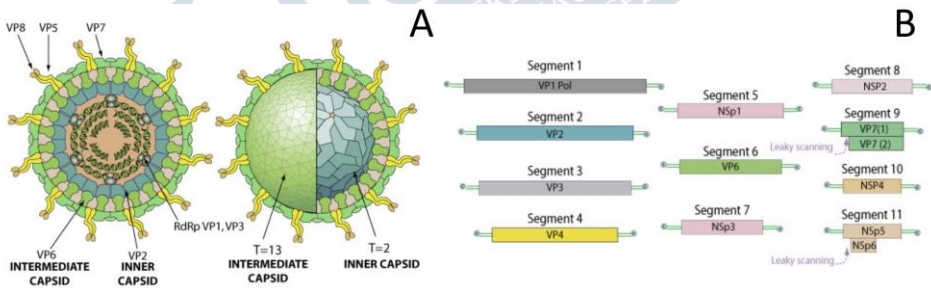 A
VP8 VP5 VP7
RdRp VP1, VP3
VP6
INTERMEDIATE
CAPSID
VP2
INNER
CAPSID
T=13
INTERMEDIATE
CAPSID
T=2
INNER CAPSID
B
Segment 1
VP1 Pol
Segment 2
VP2
Segment 3
VP3
Segment 4
VP4
Segment 5
NSp1
Segment 6
VP6
Segment 7
NSp3
Segment 8
NSP2
Segment 9
VP7(1)
VP7 (2)
Leaky scanning
Segment 10
NSP4
Segment 11
NSp5
NSp6
Leaky scanning